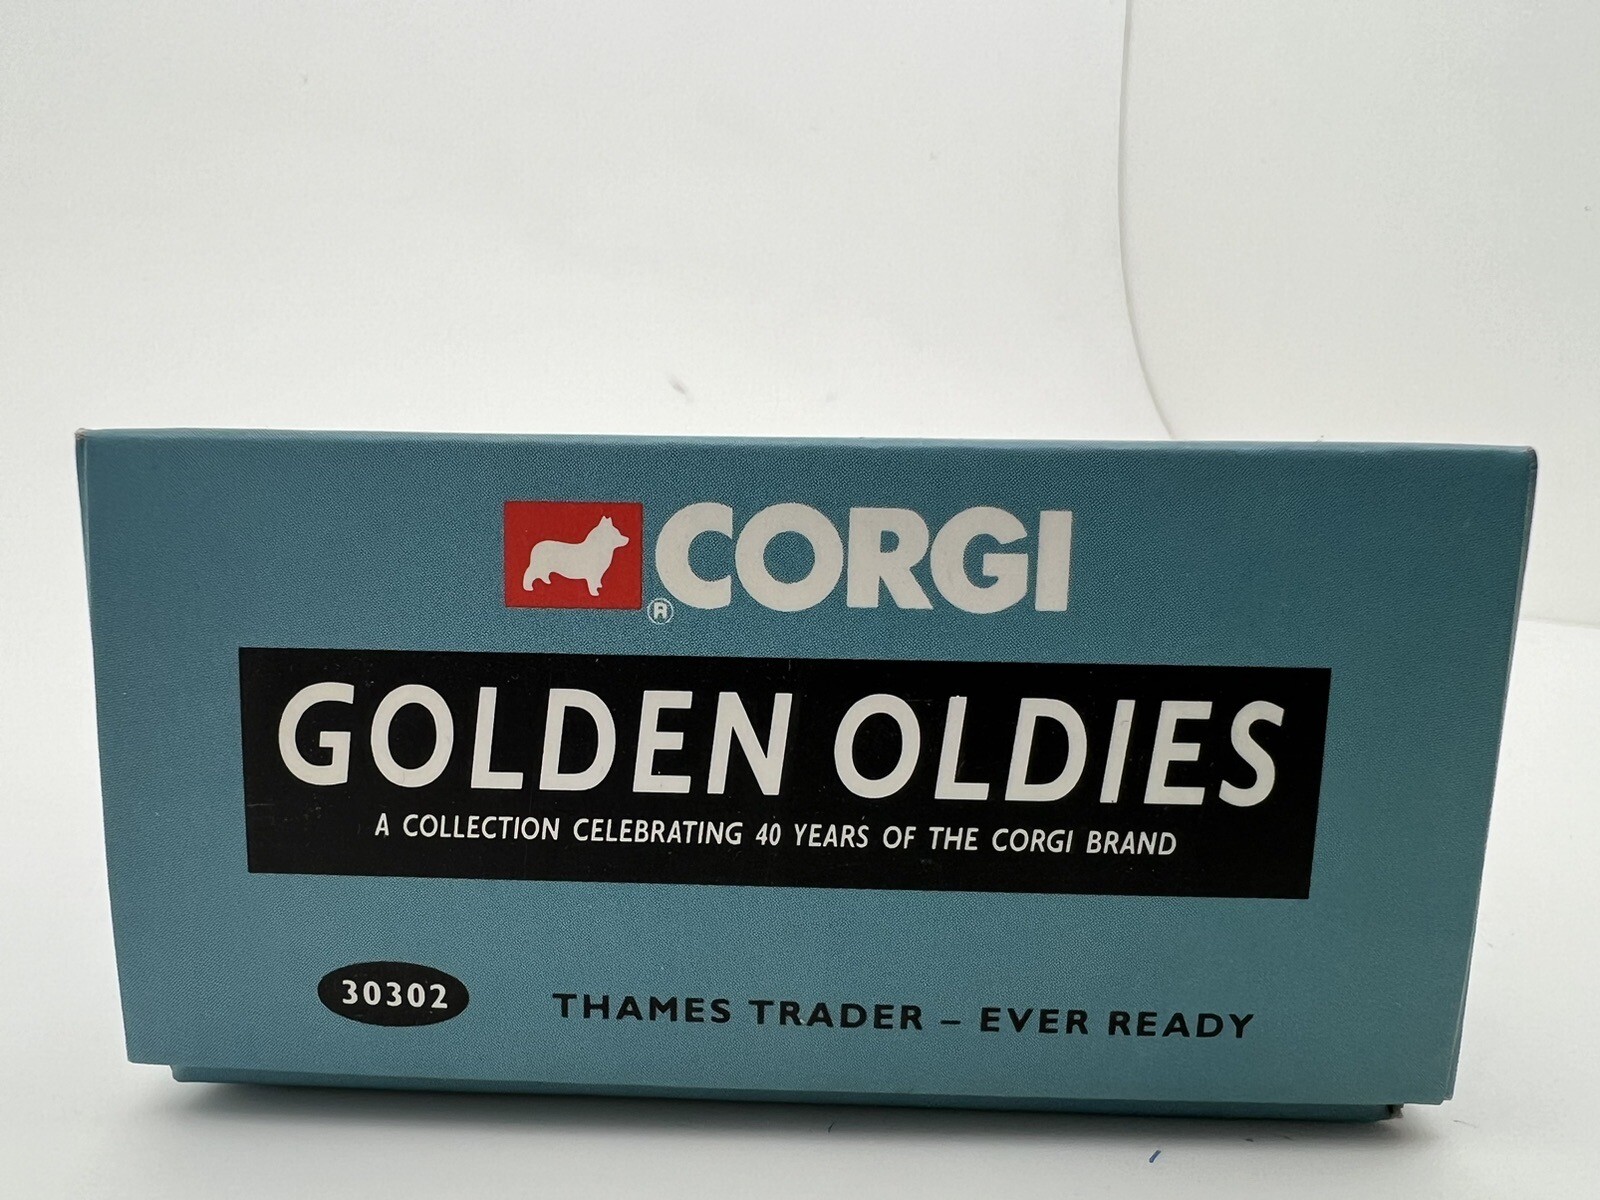 ® CORGI
GOLDEN OLDIES
A COLLECTION CELEBRATING 40 YEARS OF THE CORGI BRAND
30302 THAMES TRADER – EVER READY